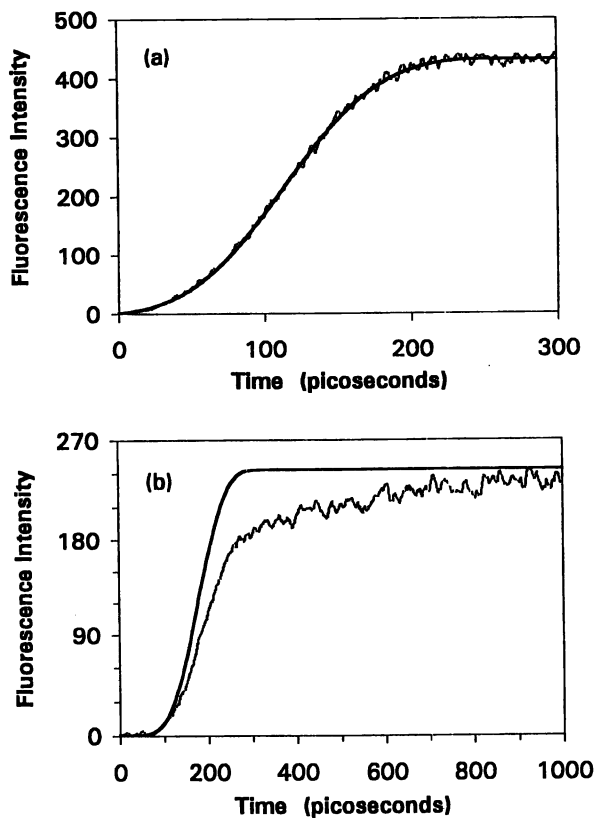 500
400
300
200
100
0
Fluorescence Intensity
(a)
0 100 200 300
Time (picoseconds)
270
180
90
0
Fluorescence Intensity
(b)
0 200 400 600 800 1000
Time (picoseconds)